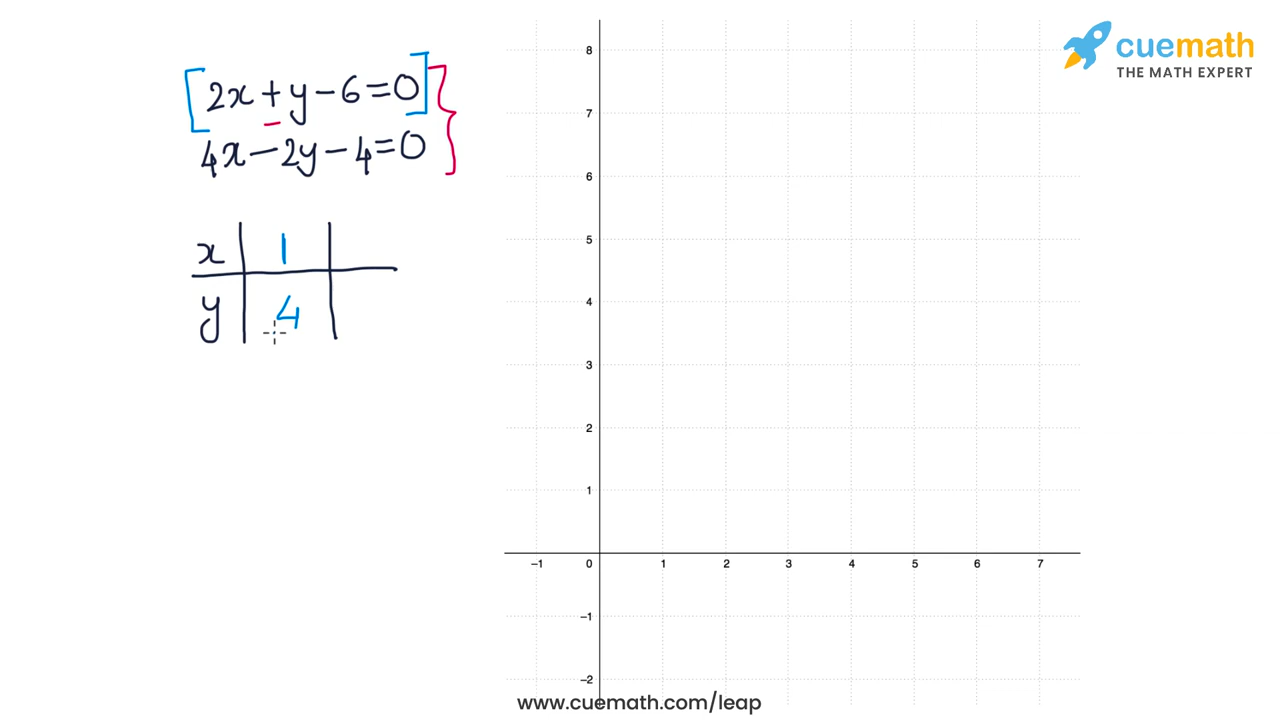 cuemath
THE MATH EXPERT
2x + y - 6 = 0
4x - 2y - 4 = 0
x 1
y 4
8
7
6
5
4
3
2
1
-1 0 1 2 3 4 5 6 7
-1
-2
www.cuemath.com/leap